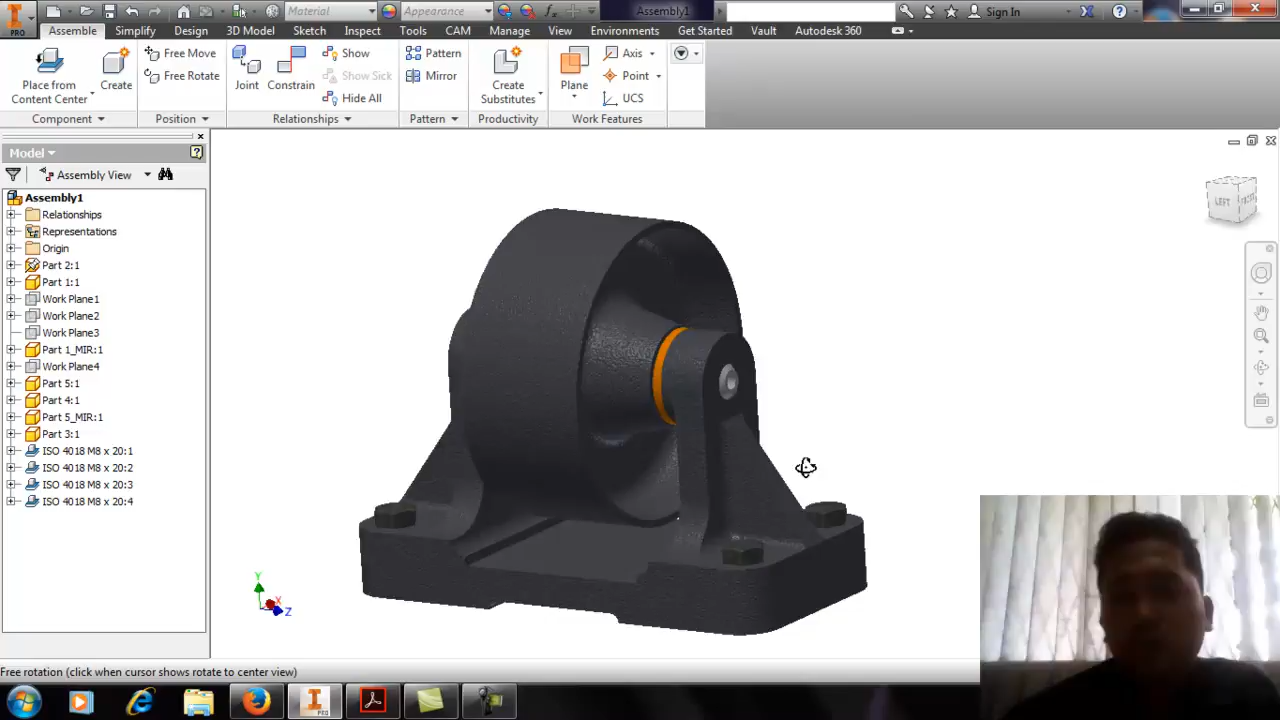 Material
Appearance
Assembly1
Sign In
PRO
Assemble
Simplify
Design
3D Model
Sketch
Inspect
Tools
CAM
Manage
View
Environments
Get Started
Vault
Autodesk 360
Place from
Content Center
Create
Free Move
Free Rotate
Joint
Constrain
Show
Show Sick
Hide All
Pattern
Mirror
Create
Substitutes
Plane
Axis
Point
UCS
Component
Position
Relationships
Pattern
Productivity
Work Features
Model
Assembly View
Assembly1
Relationships
Representations
Origin
Part 2:1
Part 1:1
Work Plane1
Work Plane2
Work Plane3
Part 1_MIR:1
Work Plane4
Part 5:1
Part 4:1
Part 5_MIR:1
Part 3:1
ISO 4018 M8 x 20:1
ISO 4018 M8 x 20:2
ISO 4018 M8 x 20:3
ISO 4018 M8 x 20:4
LEFT
Y
X
Z
Free rotation (click when cursor shows rotate to center view)
PRO